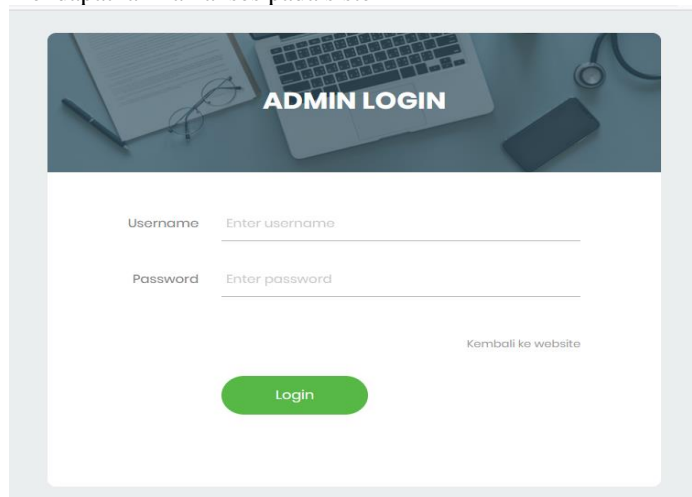 ADMIN LOGIN
Username Enter username
Password Enter password
Kembali ke website
Login